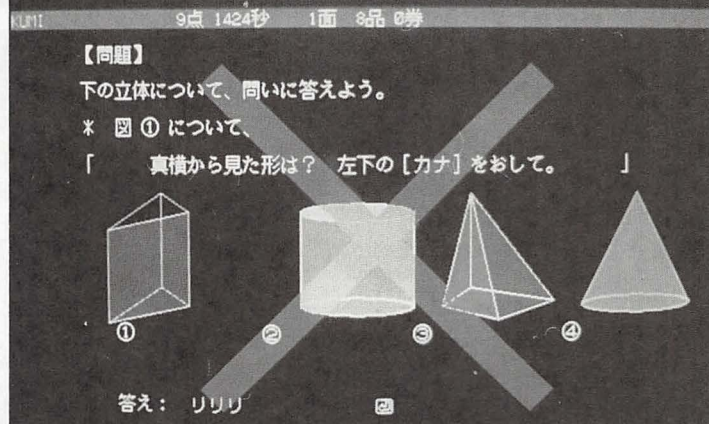 KUMI 9点 1424秒 1面 8品 0券
【問題】
下の立体について、問いに答えよう。
* 図 ① について、
「 真横から見た形は? 左下の [カナ] をおして。 」
① ② ③ ④
答え: リリリ